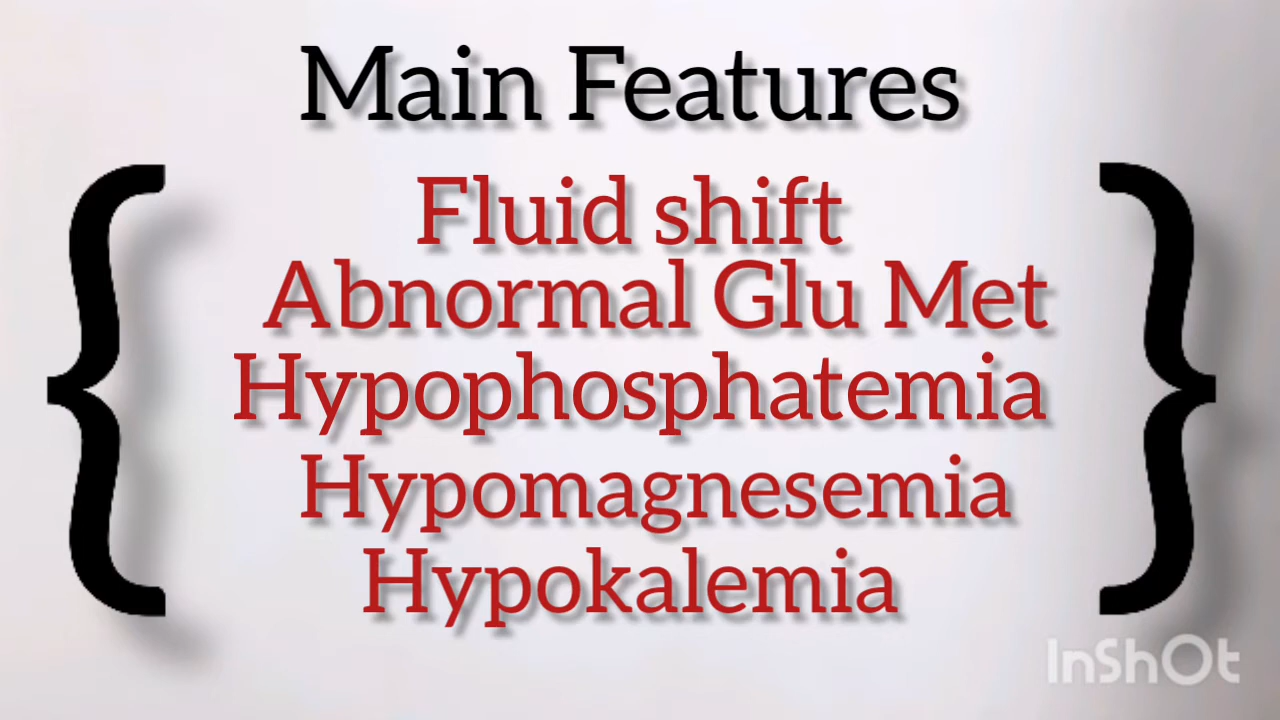 Main Features
Fluid shift
Abnormal Glu Met
Hypophosphatemia
Hypomagnesemia
Hypokalemia
InShOt